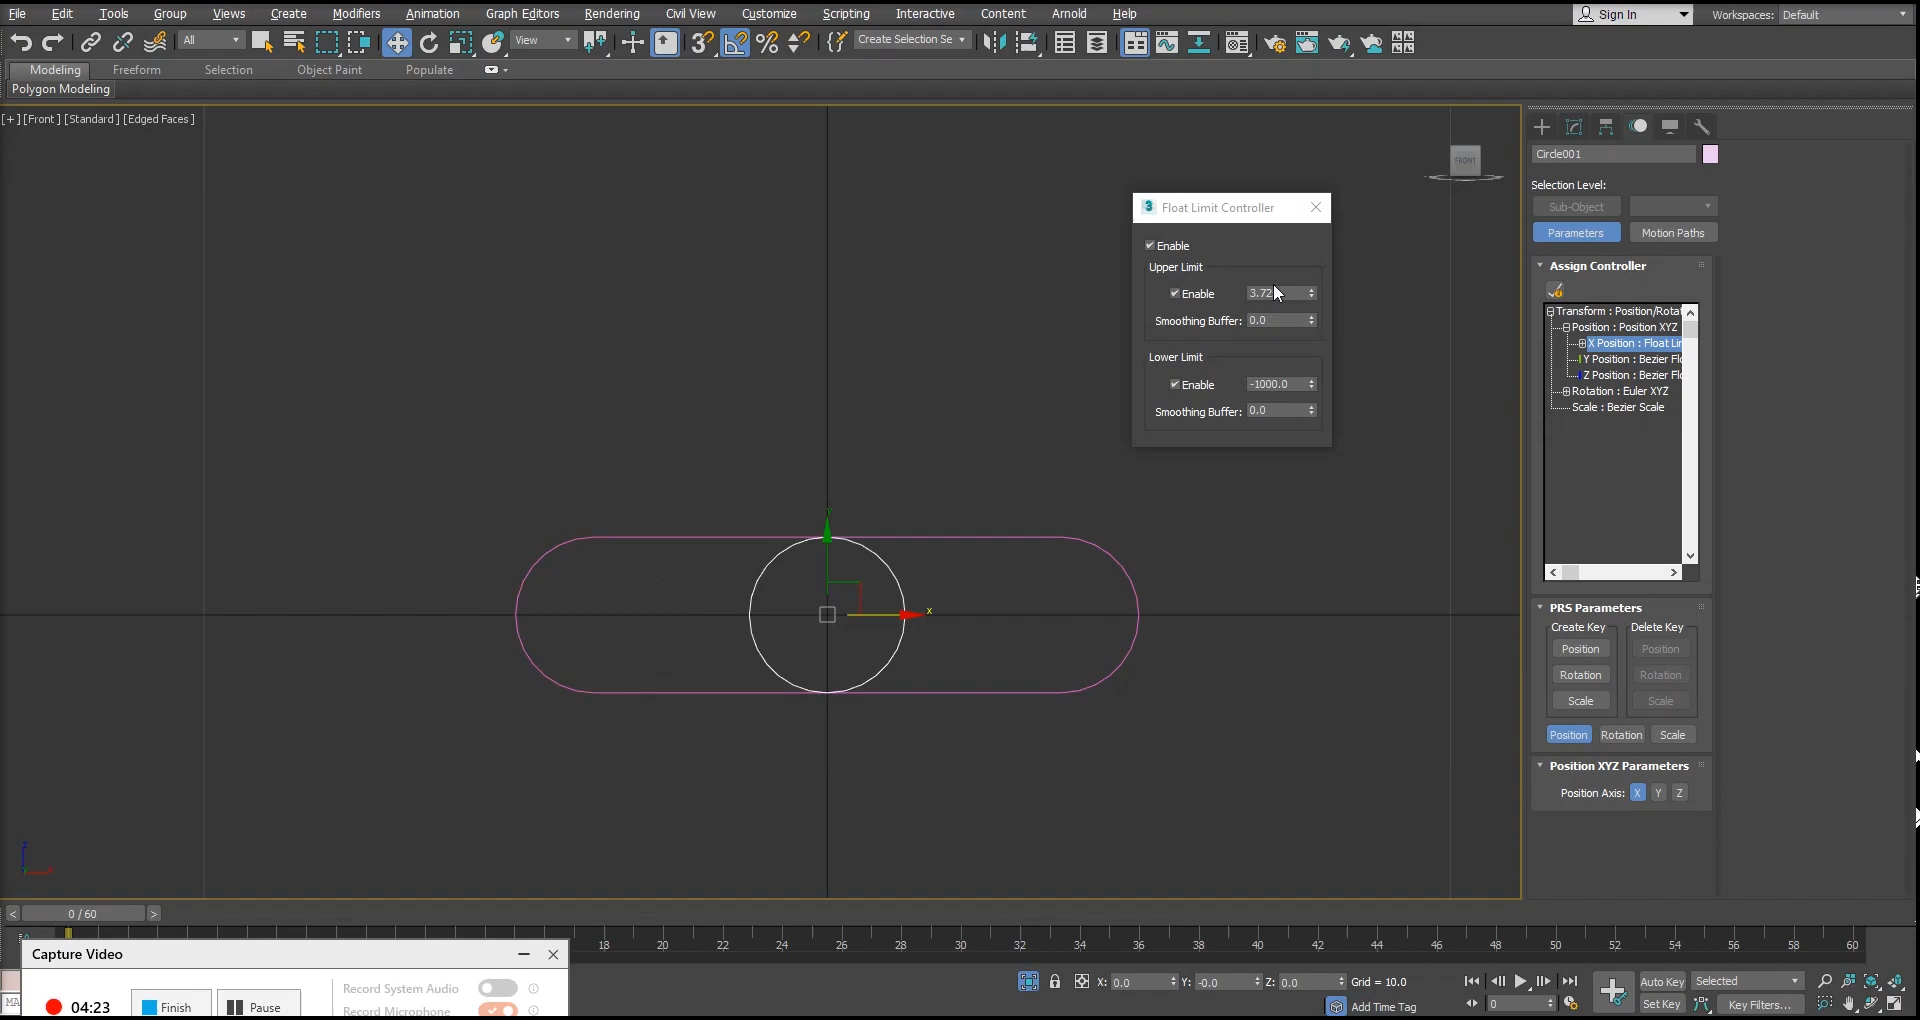 File Edit Tools Group Views Create Modifiers Animation Graph Editors Rendering Civil View Customize Scripting Interactive Content Arnold Help Sign In Workspaces: Default
All View Create Selection Se
Modeling Freeform Selection Object Paint Populate
Polygon Modeling
[+] [Front ] [Standard ] [Edged Faces ]
FRONT
Circle001
Selection Level:
Sub-Object
Parameters Motion Paths
Assign Controller
Transform : Position/Rotat
Position : Position XYZ
X Position : Float Lin
Y Position : Bezier Flo
Z Position : Bezier Flo
Rotation : Euler XYZ
Scale : Bezier Scale
PRS Parameters
Create Key Delete Key
Position Position
Rotation Rotation
Scale Scale
Position Rotation Scale
Position XYZ Parameters
Position Axis: X Y Z
3 Float Limit Controller
Enable
Upper Limit
Enable 3.72
Smoothing Buffer: 0.0
Lower Limit
Enable -1000.0
Smoothing Buffer: 0.0
y
x
z
0 / 60
18 20 22 24 26 28 30 32 34 36 38 40 42 44 46 48 50 52 54 56 58 60
Capture Video
04:23 Finish Pause
Record System Audio
Record Microphone
MA
X: 0.0 Y: -0.0 Z: 0.0 Grid = 10.0
Add Time Tag
0
Auto Key Selected
Set Key Key Filters...